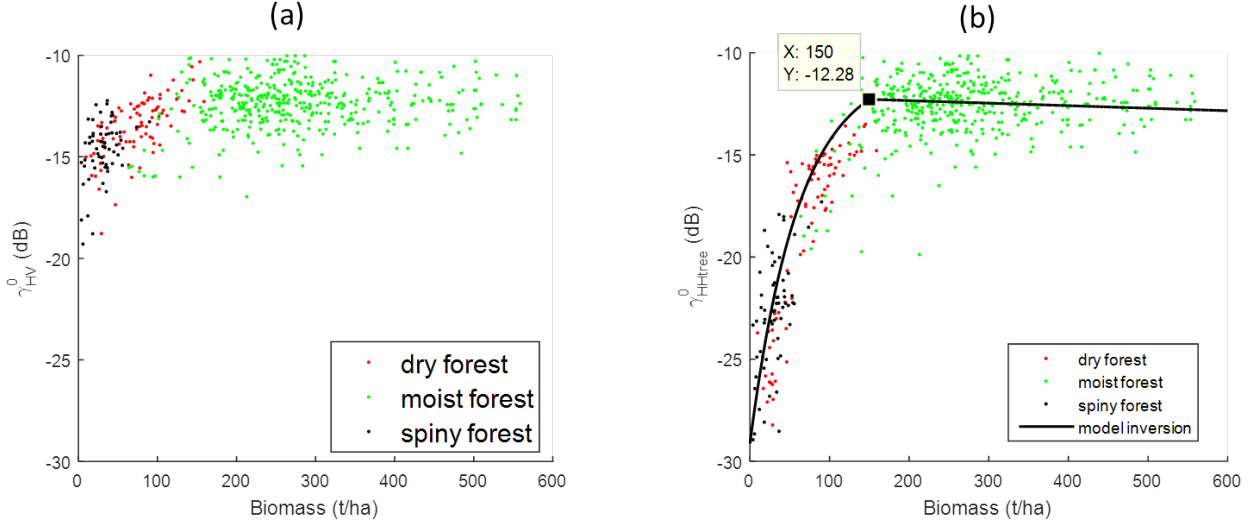 (a)
-10
-15
-20
-25
-30
0 100 200 300 400 500 600
γ⁰HV (dB)
Biomass (t/ha)
dry forest
moist forest
spiny forest
(b)
X: 150
Y: -12.28
-10
-15
-20
-25
-30
0 100 200 300 400 500 600
γ⁰HHtree (dB)
Biomass (t/ha)
dry forest
moist forest
spiny forest
model inversion